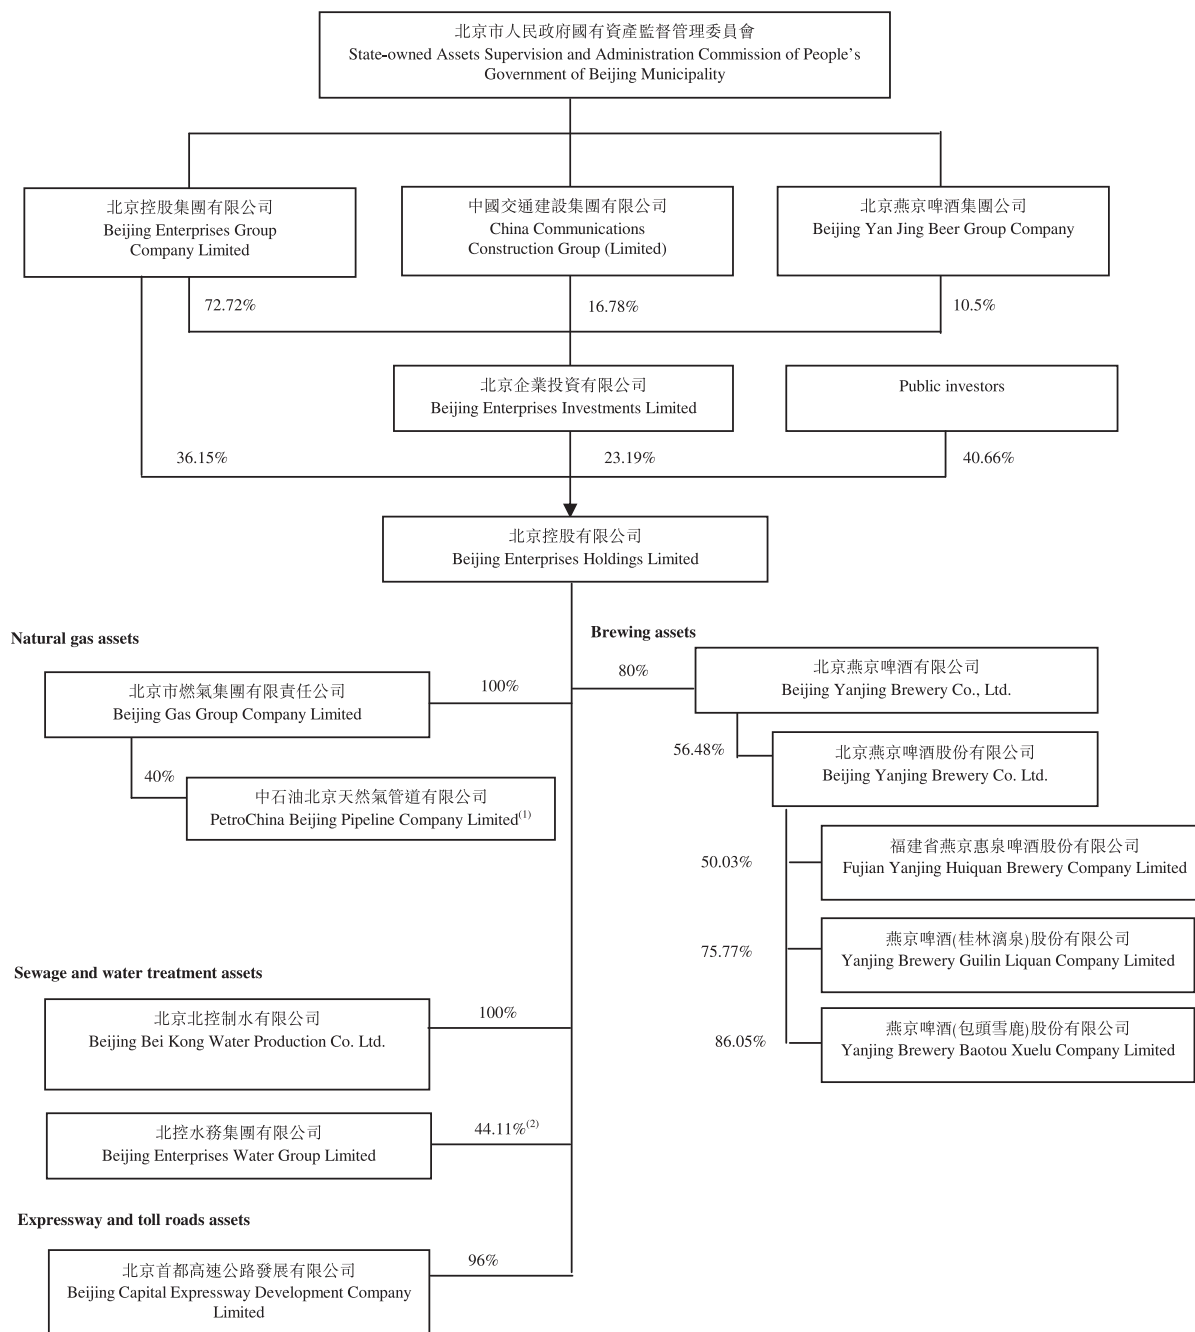 北京市人民政府國有資產監督管理委員會
State-owned Assets Supervision and Administration Commission of People’s
Government of Beijing Municipality
北京控股集團有限公司
Beijing Enterprises Group
Company Limited
中國交通建設集團有限公司
China Communications
Construction Group (Limited)
北京燕京啤酒集團公司
Beijing Yan Jing Beer Group Company
72.72%
16.78%
10.5%
北京企業投資有限公司
Beijing Enterprises Investments Limited
Public investors
36.15%
23.19%
40.66%
北京控股有限公司
Beijing Enterprises Holdings Limited
Natural gas assets
北京市燃氣集團有限責任公司
Beijing Gas Group Company Limited
100%
40%
中石油北京天然氣管道有限公司
PetroChina Beijing Pipeline Company Limited(1)
Brewing assets
80%
北京燕京啤酒有限公司
Beijing Yanjing Brewery Co., Ltd.
56.48%
北京燕京啤酒股份有限公司
Beijing Yanjing Brewery Co. Ltd.
50.03%
福建省燕京惠泉啤酒股份有限公司
Fujian Yanjing Huiquan Brewery Company Limited
75.77%
燕京啤酒(桂林漓泉)股份有限公司
Yanjing Brewery Guilin Liquan Company Limited
86.05%
燕京啤酒(包頭雪鹿)股份有限公司
Yanjing Brewery Baotou Xuelu Company Limited
Sewage and water treatment assets
北京北控制水有限公司
Beijing Bei Kong Water Production Co. Ltd.
100%
北控水務集團有限公司
Beijing Enterprises Water Group Limited
44.11%(2)
Expressway and toll roads assets
北京首都高速公路發展有限公司
Beijing Capital Expressway Development Company
Limited
96%